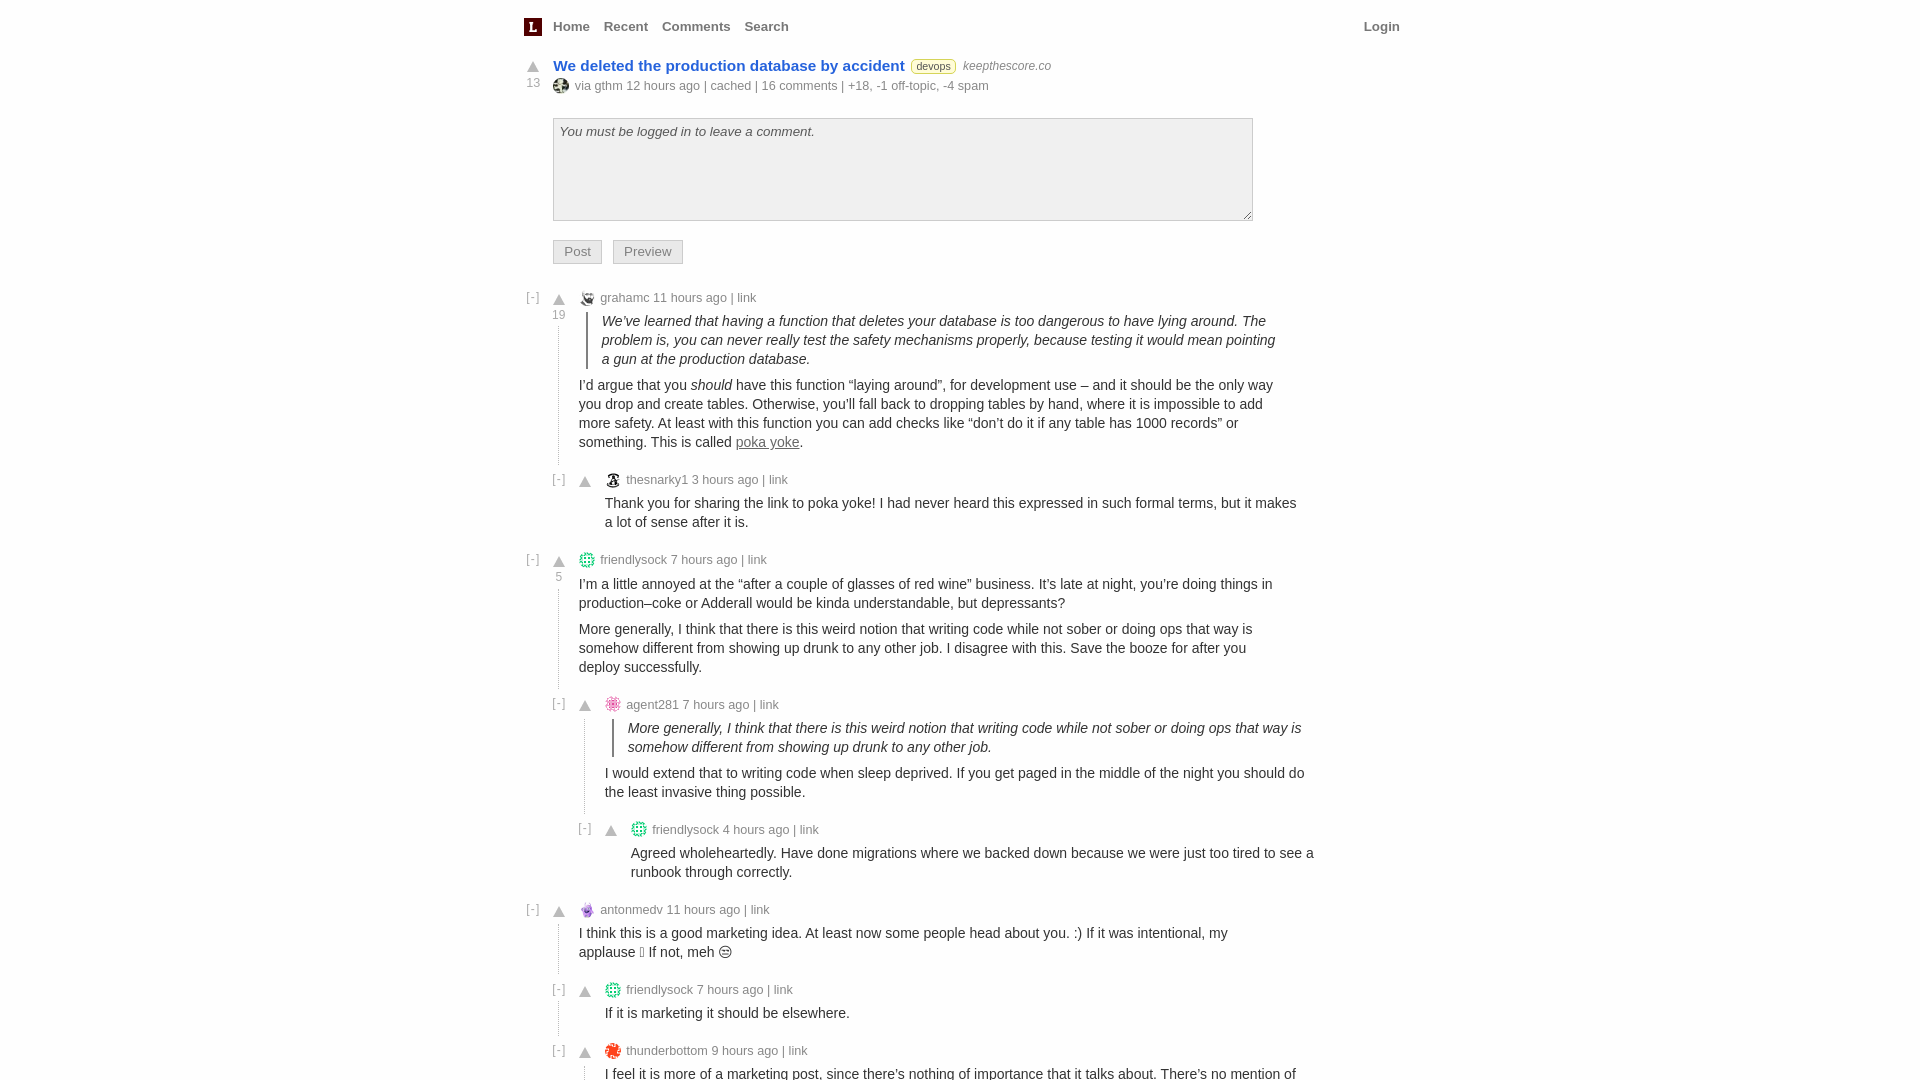 L Home Recent Comments Search Login
We deleted the production database by accident devops keepthescore.co
13 via gthm 12 hours ago | cached | 16 comments | +18, -1 off-topic, -4 spam
You must be logged in to leave a comment.
Post Preview
[-] grahamc 11 hours ago | link
19
We’ve learned that having a function that deletes your database is too dangerous to have lying around. The
problem is, you can never really test the safety mechanisms properly, because testing it would mean pointing
a gun at the production database.
I’d argue that you should have this function “laying around”, for development use – and it should be the only way
you drop and create tables. Otherwise, you’ll fall back to dropping tables by hand, where it is impossible to add
more safety. At least with this function you can add checks like “don’t do it if any table has 1000 records” or
something. This is called poka yoke.
[-] thesnarky1 3 hours ago | link
Thank you for sharing the link to poka yoke! I had never heard this expressed in such formal terms, but it makes
a lot of sense after it is.
[-] friendlysock 7 hours ago | link
5
I’m a little annoyed at the “after a couple of glasses of red wine” business. It’s late at night, you’re doing things in
production–coke or Adderall would be kinda understandable, but depressants?
More generally, I think that there is this weird notion that writing code while not sober or doing ops that way is
somehow different from showing up drunk to any other job. I disagree with this. Save the booze for after you
deploy successfully.
[-] agent281 7 hours ago | link
More generally, I think that there is this weird notion that writing code while not sober or doing ops that way is
somehow different from showing up drunk to any other job.
I would extend that to writing code when sleep deprived. If you get paged in the middle of the night you should do
the least invasive thing possible.
[-] friendlysock 4 hours ago | link
Agreed wholeheartedly. Have done migrations where we backed down because we were just too tired to see a
runbook through correctly.
[-] antonmedv 11 hours ago | link
I think this is a good marketing idea. At least now some people head about you. :) If it was intentional, my
applause If not, meh 😒
[-] friendlysock 7 hours ago | link
If it is marketing it should be elsewhere.
[-] thunderbottom 9 hours ago | link
I feel it is more of a marketing post, since there’s nothing of importance that it talks about. There’s no mention of